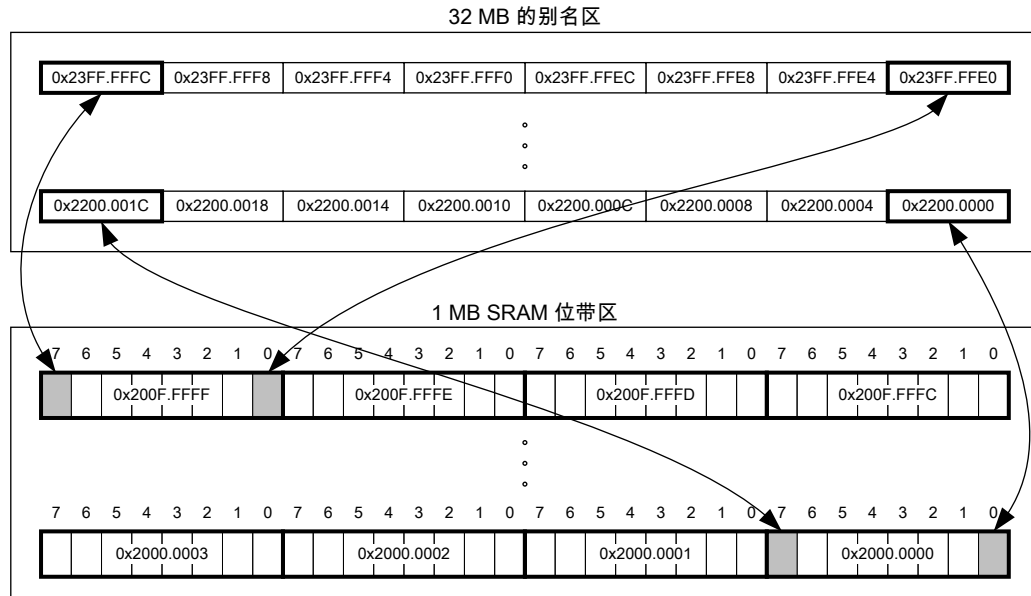 32 MB 的别名区
0x23FF.FFFC 0x23FF.FFF8 0x23FF.FFF4 0x23FF.FFF0 0x23FF.FFEC 0x23FF.FFE8 0x23FF.FFE4 0x23FF.FFE0
0x2200.001C 0x2200.0018 0x2200.0014 0x2200.0010 0x2200.000C 0x2200.0008 0x2200.0004 0x2200.0000
1 MB SRAM 位带区
7 6 5 4 3 2 1 0 7 6 5 4 3 2 1 0 7 6 5 4 3 2 1 0 7 6 5 4 3 2 1 0
0x200F.FFFF 0x200F.FFFE 0x200F.FFFD 0x200F.FFFC
7 6 5 4 3 2 1 0 7 6 5 4 3 2 1 0 7 6 5 4 3 2 1 0 7 6 5 4 3 2 1 0
0x2000.0003 0x2000.0002 0x2000.0001 0x2000.0000